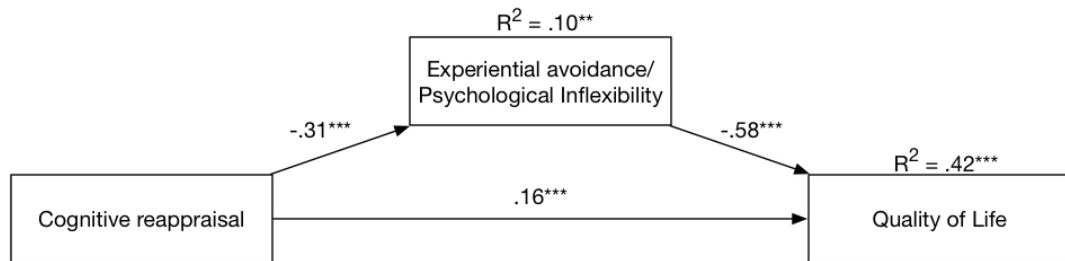 R² = .10**
Experiential avoidance/
Psychological Inflexibility
-.31***
-.58***
R² = .42***
.16***
Cognitive reappraisal
Quality of Life